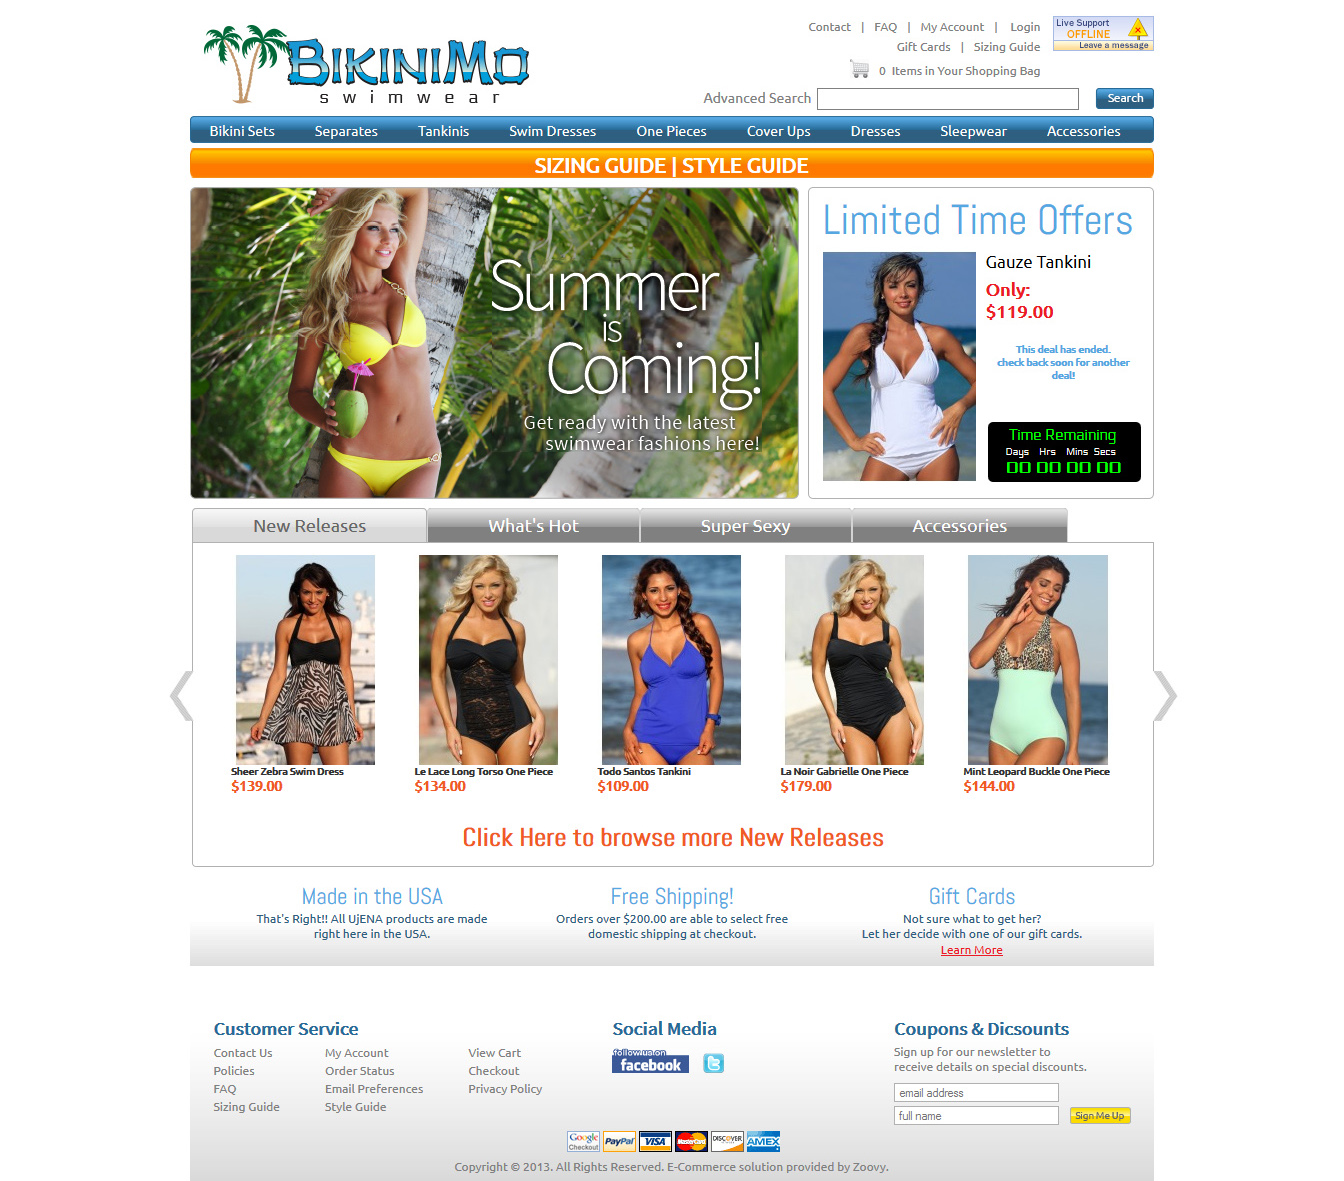 Contact | FAQ | My Account | Login
Gift Cards | Sizing Guide
Live Support
OFFLINE
Leave a message
BIKINIMO
swimwear
0 Items in Your Shopping Bag
Advanced Search
Search
Bikini Sets Separates Tankinis Swim Dresses One Pieces Cover Ups Dresses Sleepwear Accessories
SIZING GUIDE | STYLE GUIDE
Summer
is
Coming!
Get ready with the latest
swimwear fashions here!
Limited Time Offers
Gauze Tankini
Only:
$119.00
This deal has ended.
check back soon for another
deal!
Time Remaining
Days Hrs Mins Secs
00 00 00 00
New Releases What's Hot Super Sexy Accessories
Sheer Zebra Swim Dress
$139.00
Le Lace Long Torso One Piece
$134.00
Todo Santos Tankini
$109.00
La Noir Gabrielle One Piece
$179.00
Mint Leopard Buckle One Piece
$144.00
Click Here to browse more New Releases
Made in the USA
That's Right!! All UjENA products are made
right here in the USA.
Free Shipping!
Orders over $200.00 are able to select free
domestic shipping at checkout.
Gift Cards
Not sure what to get her?
Let her decide with one of our gift cards.
Learn More
Customer Service
Contact Us
Policies
FAQ
Sizing Guide
My Account
Order Status
Email Preferences
Style Guide
View Cart
Checkout
Privacy Policy
Social Media
follow us on
facebook
t
Coupons & Dicsounts
Sign up for our newsletter to
receive details on special discounts.
email address
full name
Sign Me Up
Google Checkout PayPal VISA MasterCard DISCOVER AMEX
Copyright © 2013. All Rights Reserved. E-Commerce solution provided by Zoovy.